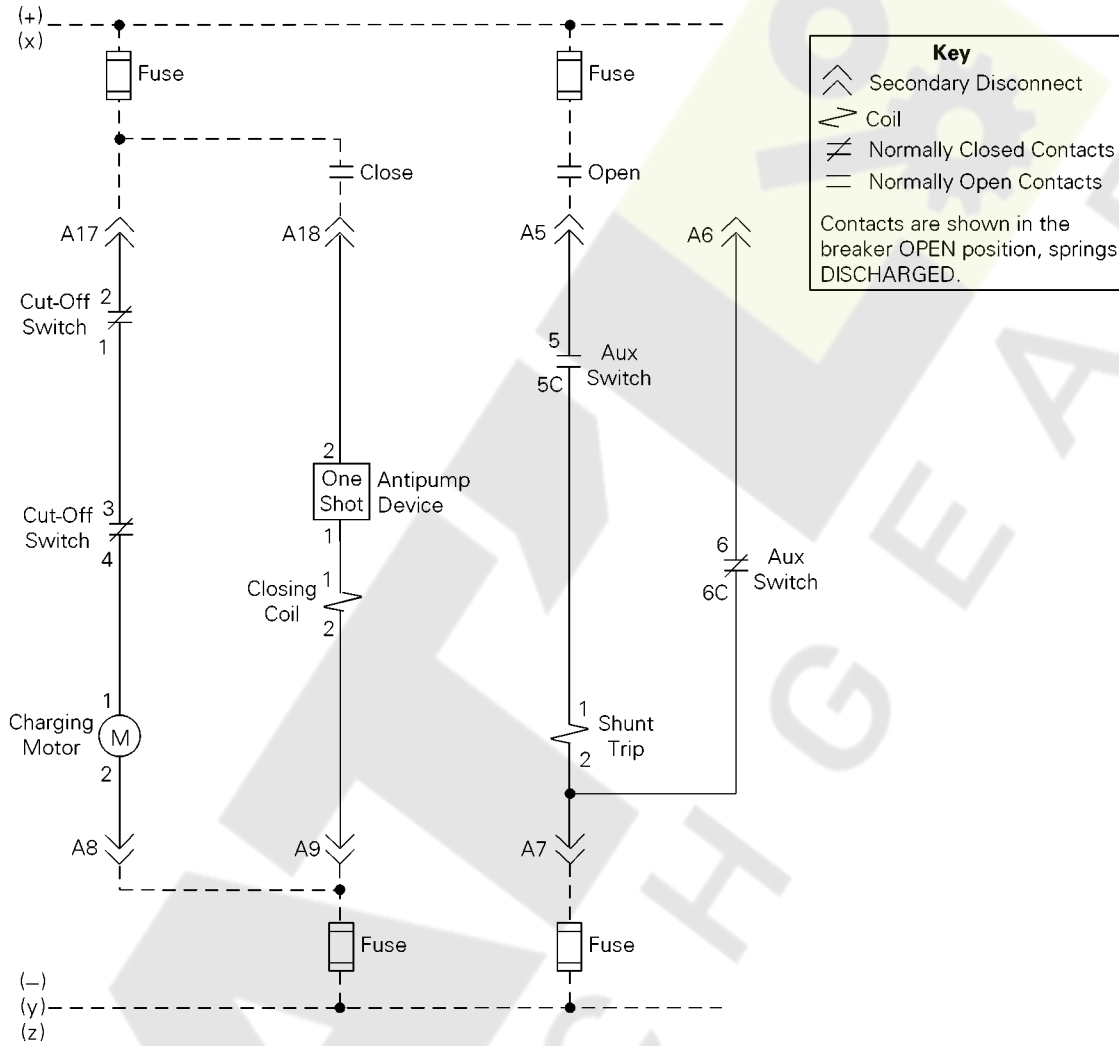 (+)
(x)
Fuse
Fuse
Close
Open
A17
A18
A5
A6
Key
Secondary Disconnect
Coil
Normally Closed Contacts
Normally Open Contacts
Contacts are shown in the
breaker OPEN position, springs
DISCHARGED.
Cut-Off
Switch
2
1
5
5C
Aux
Switch
2
One
Shot
1
Antipump
Device
Cut-Off
Switch
3
4
6
6C
Aux
Switch
Closing
Coil
1
2
Charging
Motor
1
M
2
1
2
Shunt
Trip
A8
A9
A7
Fuse
Fuse
(—)
(y)
(z)